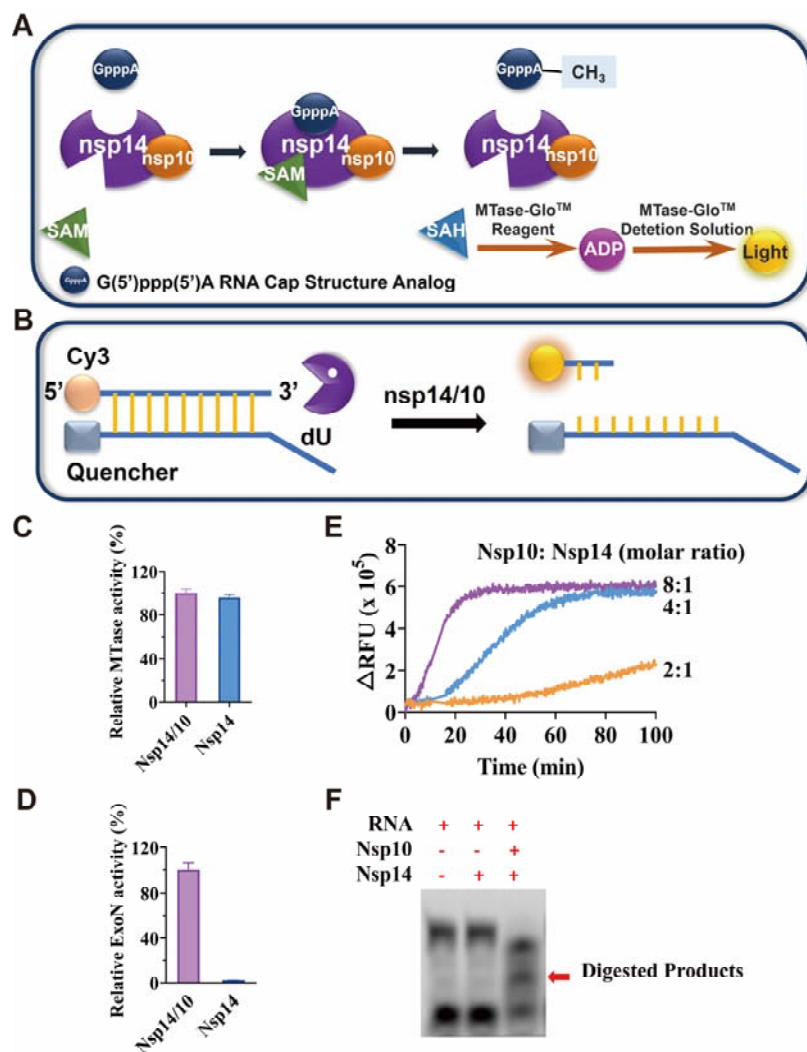 A
GpppA
nsp14
nsp10
SAM
GpppA
nsp14
nsp10
SAM
GpppA
CH3
nsp14
nsp10
SAH
MTase-Glo™
Reagent
ADP
MTase-Glo™
Detetion Solution
Light
GpppA
G(5')ppp(5')A RNA Cap Structure Analog
B
Cy3
5'
3'
dU
Quencher
nsp14/10
C
Relative MTase activity (%)
120
80
40
0
Nsp14/10
Nsp14
E
Nsp10: Nsp14 (molar ratio)
△RFU (x 10⁵)
8
6
4
2
0
8:1
4:1
2:1
0
20
40
60
80
100
Time (min)
D
Relative ExoN activity (%)
120
80
40
0
Nsp14/10
Nsp14
F
RNA + + +
Nsp10 - - +
Nsp14 - + +
Digested Products